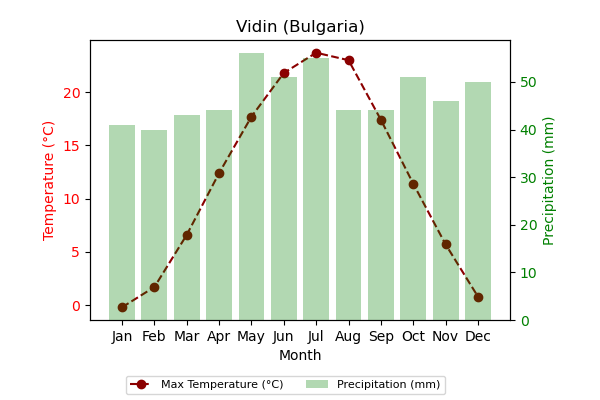 Vidin (Bulgaria)
Temperature (°C)
20
15
10
5
0
50
40
30
20
10
0
Precipitation (mm)
Jan Feb Mar Apr May Jun Jul Aug Sep Oct Nov Dec
Month
Max Temperature (°C) Precipitation (mm)